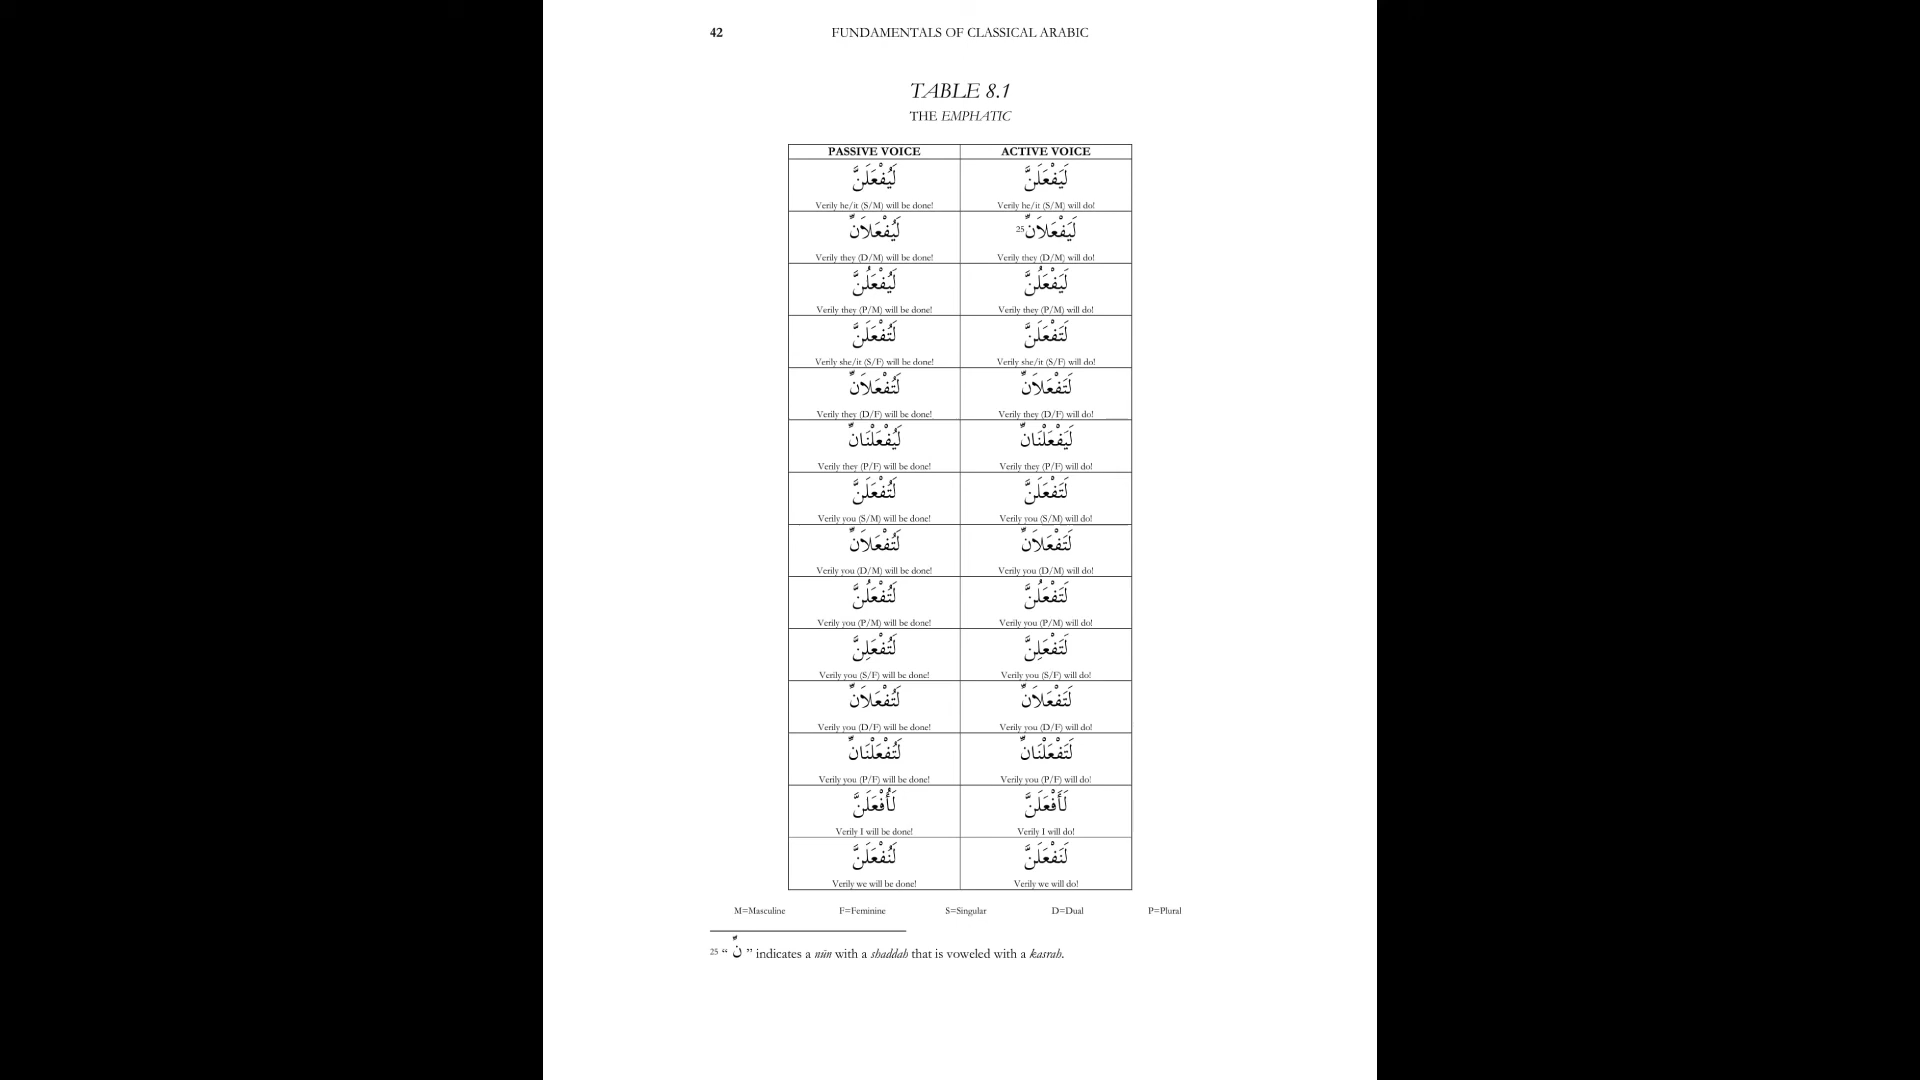 42 FUNDAMENTALS OF CLASSICAL ARABIC
TABLE 8.1
THE EMPHATIC
PASSIVE VOICE ACTIVE VOICE
لَيُفْعَلَنَّ لَيَفْعَلَنَّ
Verily he/it (S/M) will be done! Verily he/it (S/M) will do!
لَيُفْعَلاَنِّ لَيَفْعَلاَنِّ 25
Verily they (D/M) will be done! Verily they (D/M) will do!
لَيُفْعَلُنَّ لَيَفْعَلُنَّ
Verily they (P/M) will be done! Verily they (P/M) will do!
لَتُفْعَلَنَّ لَتَفْعَلَنَّ
Verily she/it (S/F) will be done! Verily she/it (S/F) will do!
لَتُفْعَلاَنِّ لَتَفْعَلاَنِّ
Verily they (D/F) will be done! Verily they (D/F) will do!
لَيُفْعَلْنَانِّ لَيَفْعَلْنَانِّ
Verily they (P/F) will be done! Verily they (P/F) will do!
لَتُفْعَلَنَّ لَتَفْعَلَنَّ
Verily you (S/M) will be done! Verily you (S/M) will do!
لَتُفْعَلاَنِّ لَتَفْعَلاَنِّ
Verily you (D/M) will be done! Verily you (D/M) will do!
لَتُفْعَلُنَّ لَتَفْعَلُنَّ
Verily you (P/M) will be done! Verily you (P/M) will do!
لَتُفْعَلِنَّ لَتَفْعَلِنَّ
Verily you (S/F) will be done! Verily you (S/F) will do!
لَتُفْعَلاَنِّ لَتَفْعَلاَنِّ
Verily you (D/F) will be done! Verily you (D/F) will do!
لَتُفْعَلْنَانِّ لَتَفْعَلْنَانِّ
Verily you (P/F) will be done! Verily you (P/F) will do!
لَأُفْعَلَنَّ لَأَفْعَلَنَّ
Verily I will be done! Verily I will do!
لَنُفْعَلَنَّ لَنَفْعَلَنَّ
Verily we will be done! Verily we will do!
M=Masculine F=Feminine S=Singular D=Dual P=Plural
25 “ نِّ ” indicates a nūn with a shaddah that is voweled with a kasrah.